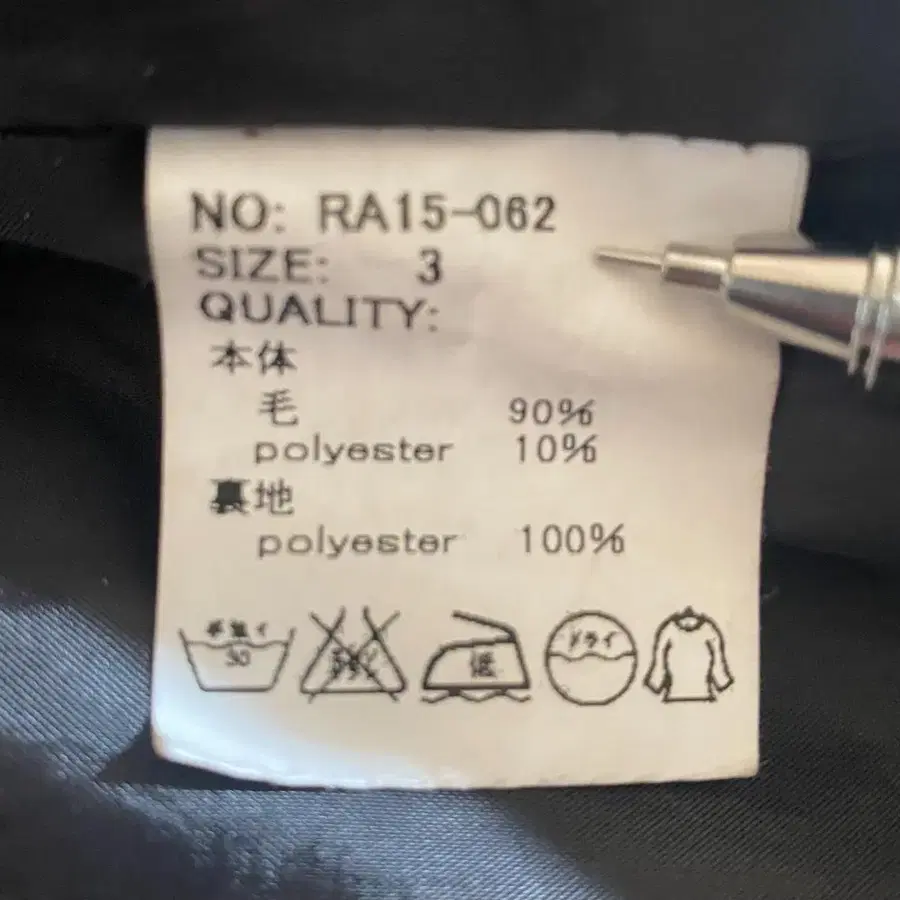 NO: RA15-062
SIZE: 3
QUALITY:
本体
毛 90%
polyester 10%
裏地
polyester 100%
手洗イ 30 低 ドライ